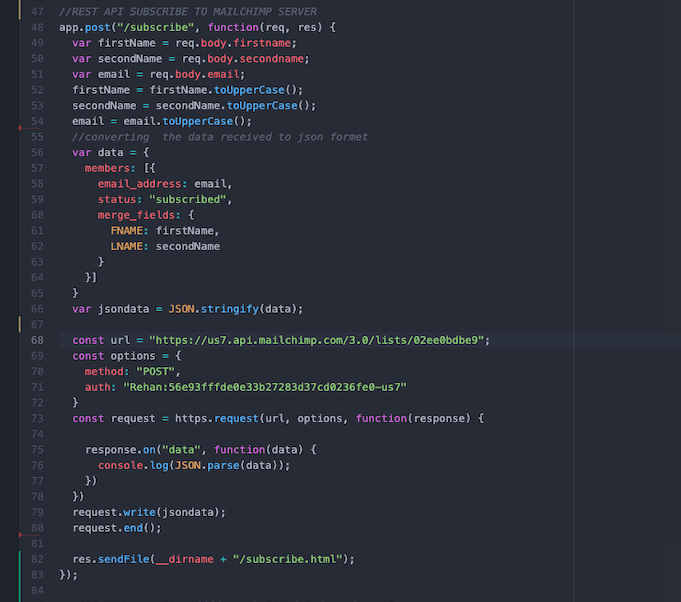 47 //REST API SUBSCRIBE TO MAILCHIMP SERVER
48 app.post("/subscribe", function(req, res) {
49 var firstName = req.body.firstname;
50 var secondName = req.body.secondname;
51 var email = req.body.email;
52 firstName = firstName.toUpperCase();
53 secondName = secondName.toUpperCase();
54 email = email.toUpperCase();
55 //converting  the data received to json formet
56 var data = {
57 members: [{
58 email_address: email,
59 status: "subscribed",
60 merge_fields: {
61 FNAME: firstName,
62 LNAME: secondName
63 }
64 }]
65 }
66 var jsondata = JSON.stringify(data);
67
68 const url = "https://us7.api.mailchimp.com/3.0/lists/02ee0bdbe9";
69 const options = {
70 method: "POST",
71 auth: "Rehan:56e93fffde0e33b27283d37cd0236fe0-us7"
72 }
73 const request = https.request(url, options, function(response) {
74
75 response.on("data", function(data) {
76 console.log(JSON.parse(data));
77 })
78 })
79 request.write(jsondata);
80 request.end();
81
82 res.sendFile(__dirname + "/subscribe.html");
83 });
84